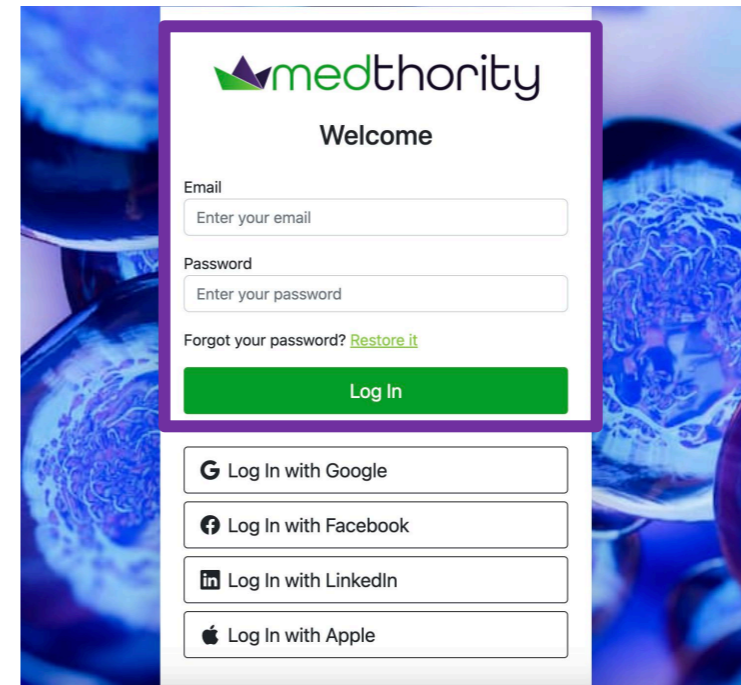 medthority
Welcome
Email
Enter your email
Password
Enter your password
Forgot your password? Restore it
Log In
Log In with Google
Log In with Facebook
Log In with LinkedIn
Log In with Apple